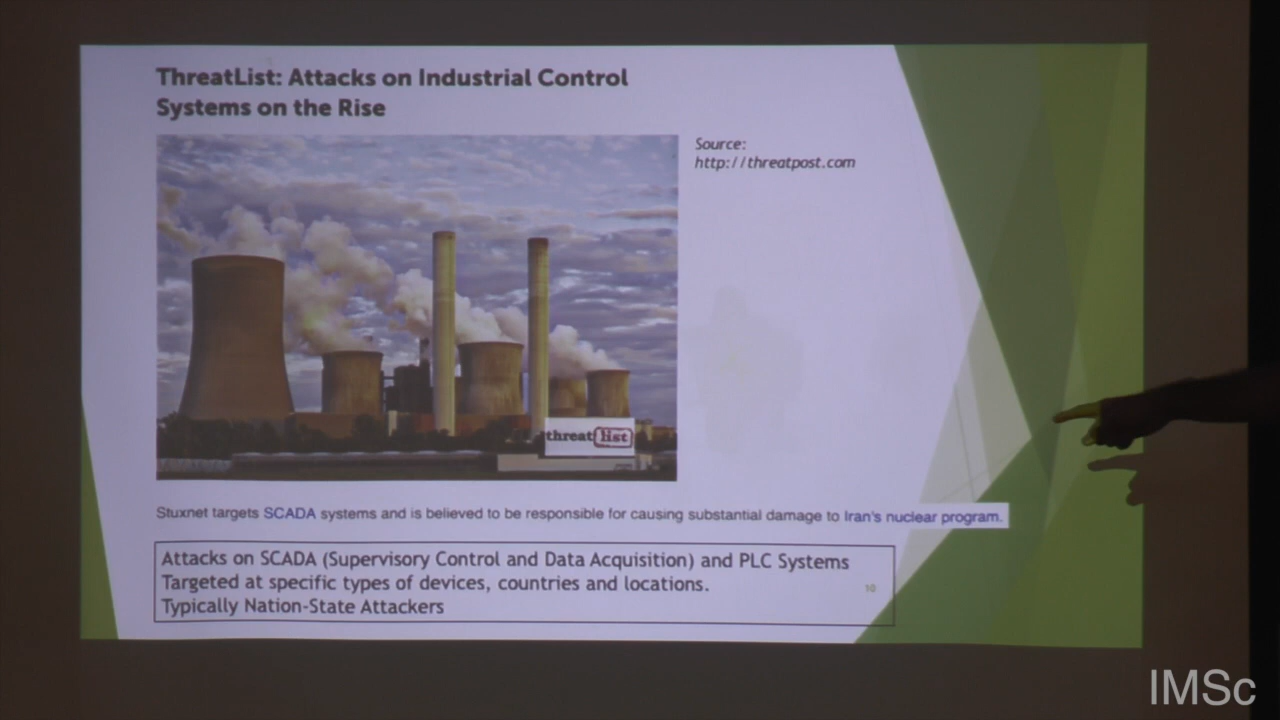 ThreatList: Attacks on Industrial Control
Systems on the Rise
Source:
http://threatpost.com
threat list
Stuxnet targets SCADA systems and is believed to be responsible for causing substantial damage to Iran's nuclear program.
Attacks on SCADA (Supervisory Control and Data Acquisition) and PLC Systems
Targeted at specific types of devices, countries and locations.
Typically Nation-State Attackers
10
IMSc